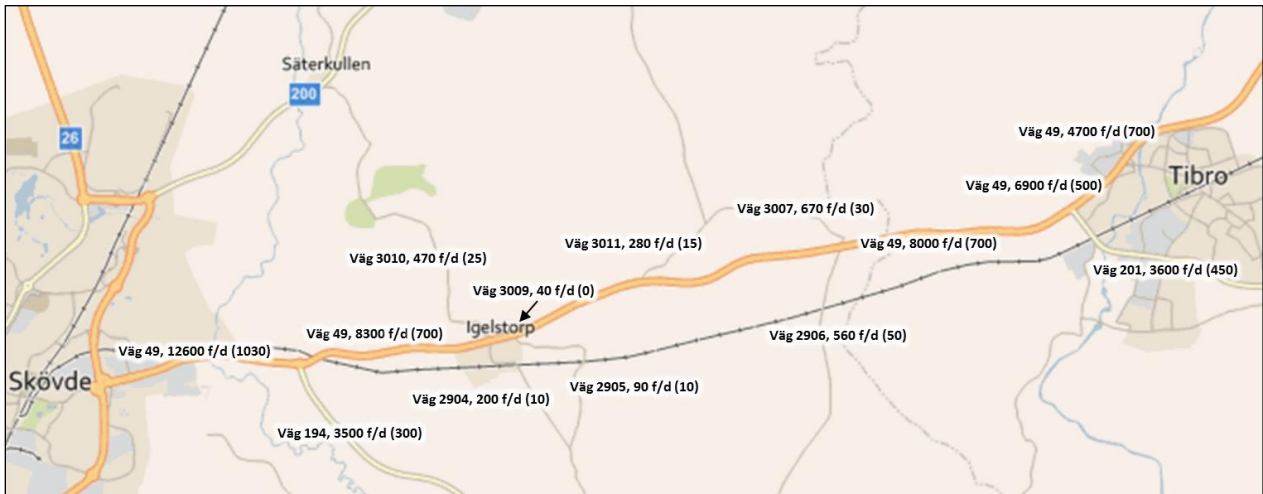 Säterkullen
200
26
Väg 49, 4700 f/d (700)
Tibro
Väg 49, 6900 f/d (500)
Väg 3007, 670 f/d (30)
Väg 3011, 280 f/d (15)
Väg 49, 8000 f/d (700)
Väg 3010, 470 f/d (25)
Väg 201, 3600 f/d (450)
Väg 3009, 40 f/d (0)
Igelstorp
Väg 49, 8300 f/d (700)
Väg 2906, 560 f/d (50)
Väg 49, 12600 f/d (1030)
Skövde
Väg 2905, 90 f/d (10)
Väg 2904, 200 f/d (10)
Väg 194, 3500 f/d (300)